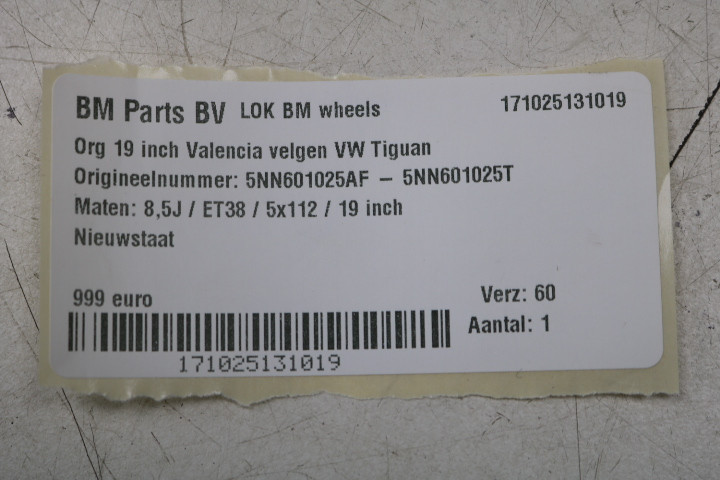 BM Parts BV LOK BM wheels 171025131019
Org 19 inch Valencia velgen VW Tiguan
Origineelnummer: 5NN601025AF – 5NN601025T
Maten: 8,5J / ET38 / 5x112 / 19 inch
Nieuwstaat
999 euro Verz: 60
Aantal: 1
171025131019